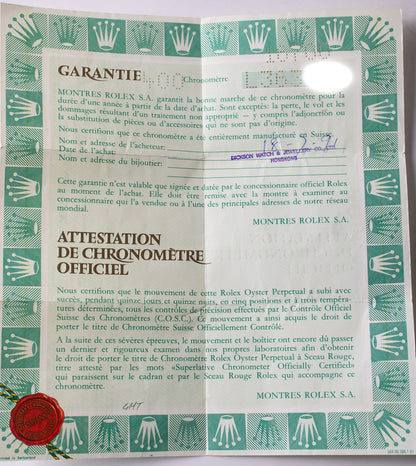 GARANTIE
Chronomètre
MONTRES ROLEX S.A. garantit la bonne marche de ce chronomètre pour la
durée d'une année à partir de la date d'achat. Sont exceptés la perte, le vol et les
dommages résultant d'un traitement non approprié – y compris l'adjonction ou
la substitution de pièces ou d'accessoires qui ne sont pas d'origine.
Nous certifions que ce chronomètre a été entièrement manufacturé en Suisse.
Nom et adresse de l'acheteur:
Date de l'achat:
Nom et adresse du bijoutier:
DICKSON WATCH & JEWELLERY CO.
HONGKONG
Cette garantie n'est valable que signée et datée par le concessionnaire officiel Rolex
au moment de l'achat. Elle doit être remise avec la montre à examiner au
concessionnaire qui l'a vendue ou à l'une des principales adresses de notre réseau
mondial.
MONTRES ROLEX S.A.
ATTESTATION
DE CHRONOMÈTRE
OFFICIEL
Nous certifions que le mouvement de cette Rolex Oyster Perpetual a subi avec
succès, pendant quinze jours et quinze nuits, en cinq positions et à trois tempéra-
tures déterminées, tous les contrôles de précision effectués par le Contrôle Officiel
Suisse des Chronomètres (C.O.S.C.). Ce mouvement a ainsi acquis le droit de
porter le titre de Chronomètre Suisse Officiellement Contrôlé.
A la suite de ces sévères épreuves, le mouvement et le boîtier ont encore dû passer
un dernier et rigoureux examen dans nos propres laboratoires afin d'obtenir
le droit de porter le titre de Chronomètre Rolex Oyster Perpetual à Sceau Rouge,
titre attesté par les mots «Superlative Chronometer Officially Certified»
qui paraissent sur le cadran et par le Sceau Rouge Rolex qui accompagne ce
chronomètre.
MONTRES ROLEX S.A.
GMT
Printed in Switzerland